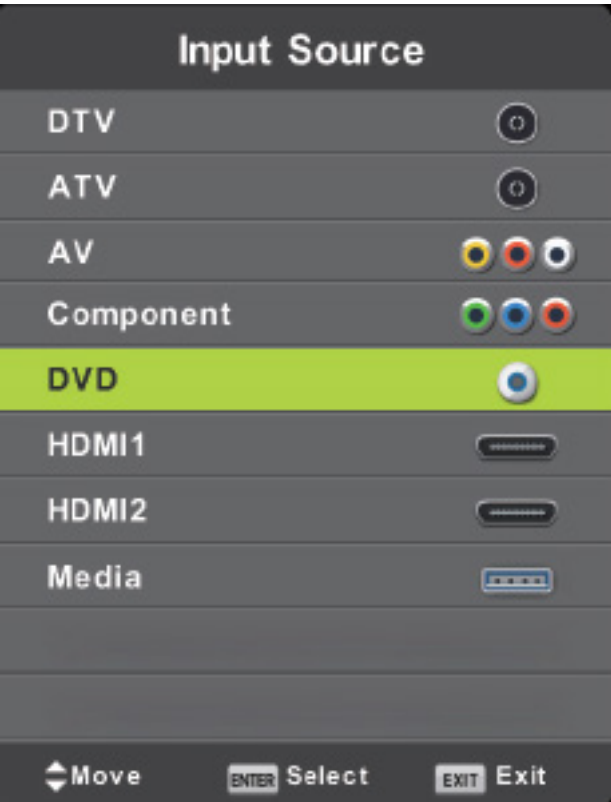 Input Source
DTV
ATV
AV
Component
DVD
HDMI1
HDMI2
Media
Move ENTER Select EXIT Exit